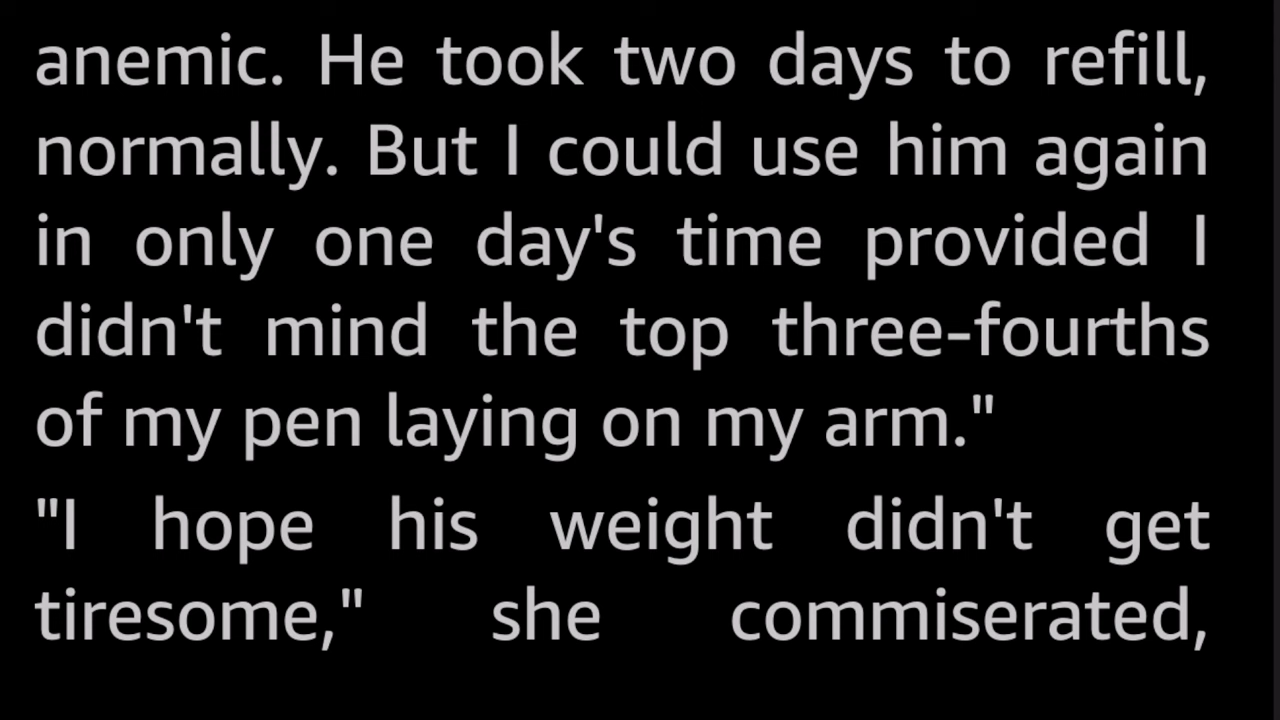 anemic. He took two days to refill,
normally. But I could use him again
in only one day's time provided I
didn't mind the top three-fourths
of my pen laying on my arm."
"I hope his weight didn't get
tiresome," she commiserated,